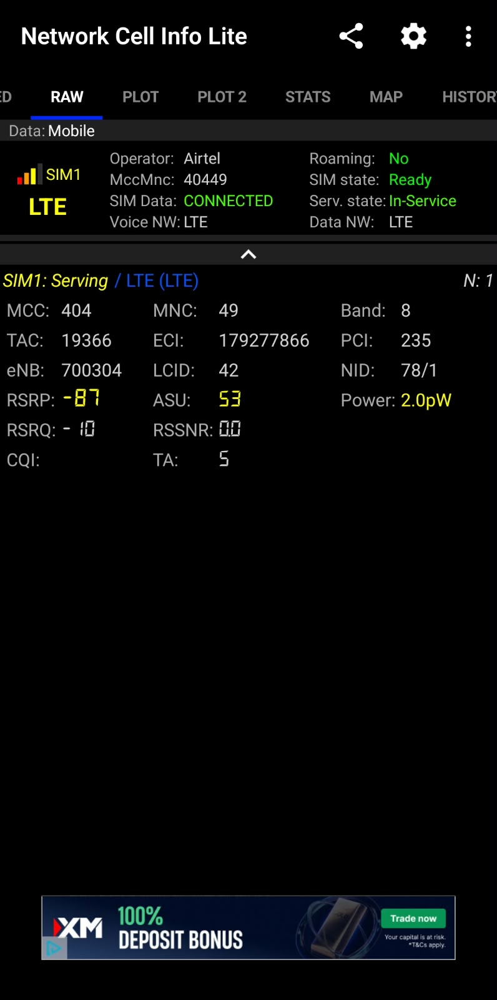 Network Cell Info Lite
ED RAW PLOT PLOT 2 STATS MAP HISTORY
Data: Mobile
SIM1
LTE
Operator: Airtel Roaming: No
MccMnc: 40449 SIM state: Ready
SIM Data: CONNECTED Serv. state: In-Service
Voice NW: LTE Data NW: LTE
SIM1: Serving / LTE (LTE) N: 1
MCC: 404 MNC: 49 Band: 8
TAC: 19366 ECI: 179277866 PCI: 235
eNB: 700304 LCID: 42 NID: 78/1
RSRP: -87 ASU: 53 Power: 2.0pW
RSRQ: -10 RSSNR: 0.0
CQI: TA: 5
XM
100%
DEPOSIT BONUS
Trade now
Your capital is at risk.
*T&Cs apply.